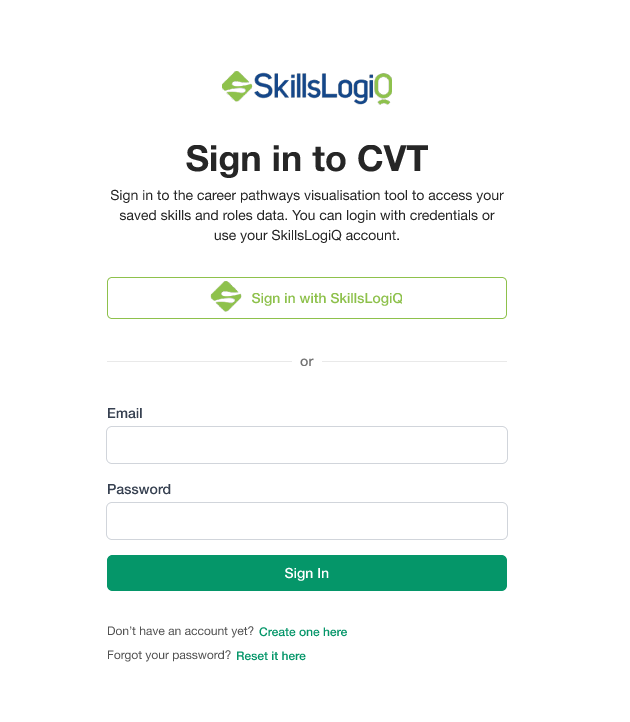 SkillsLogiQ
Sign in to CVT
Sign in to the career pathways visualisation tool to access your
saved skills and roles data. You can login with credentials or
use your SkillsLogiQ account.
Sign in with SkillsLogiQ
or
Email
Password
Sign In
Don't have an account yet? Create one here
Forgot your password? Reset it here